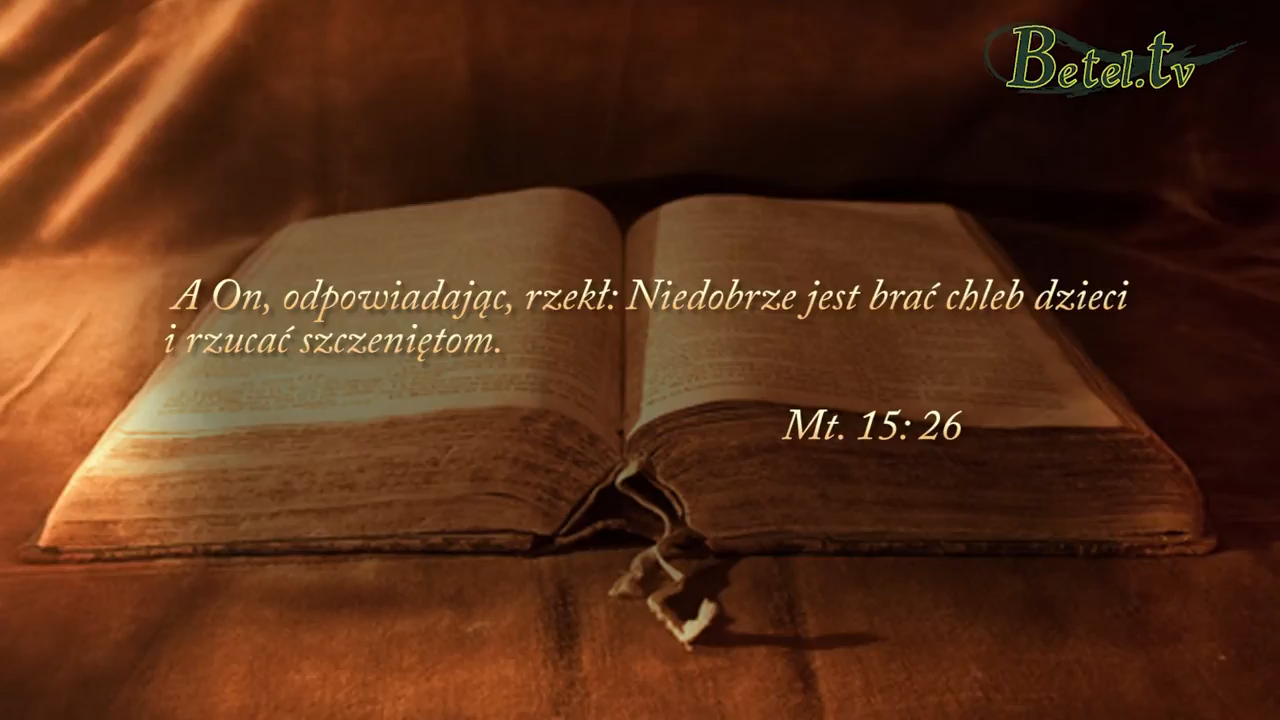 Betel.tv
A On, odpowiadając, rzekł: Niedobrze jest brać chleb dzieci
i rzucać szczeniętom.
Mt. 15: 26